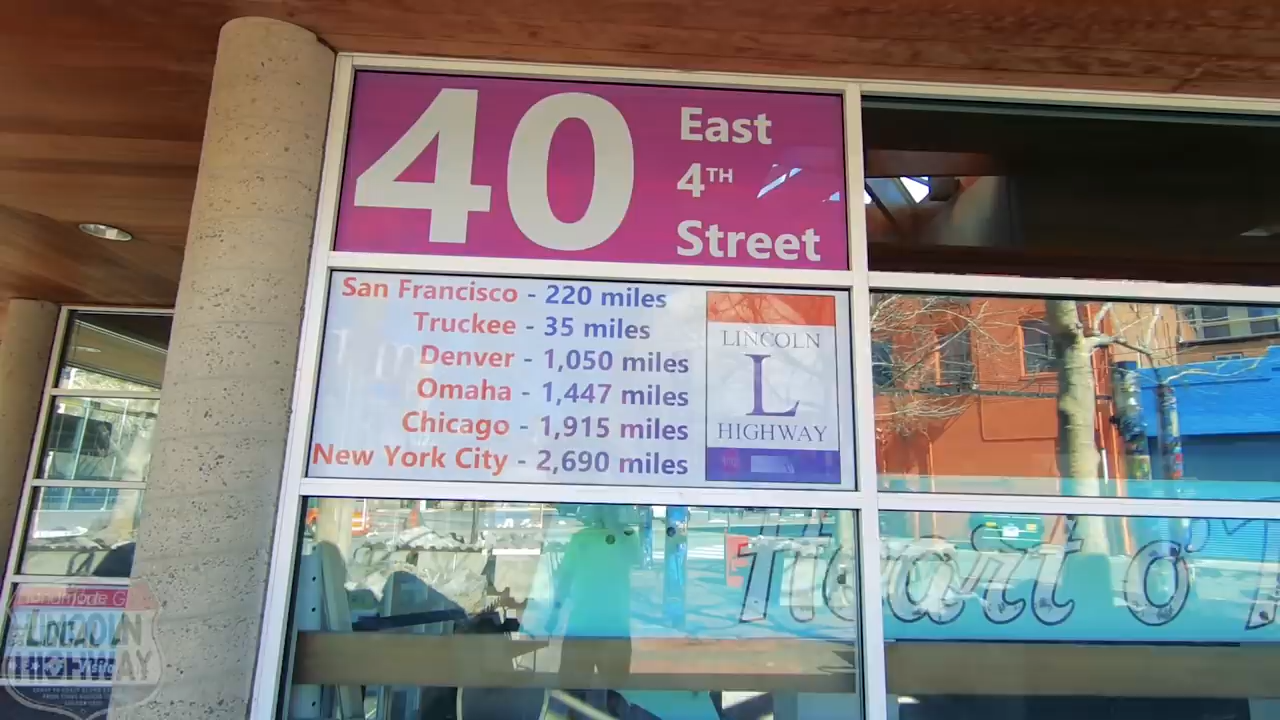 40
East
4TH
Street
San Francisco - 220 miles
Truckee - 35 miles
Denver - 1,050 miles
Omaha - 1,447 miles
Chicago - 1,915 miles
New York City - 2,690 miles
LINCOLN
L
HIGHWAY
Heart o'
LINCOLN
HIGHWAY